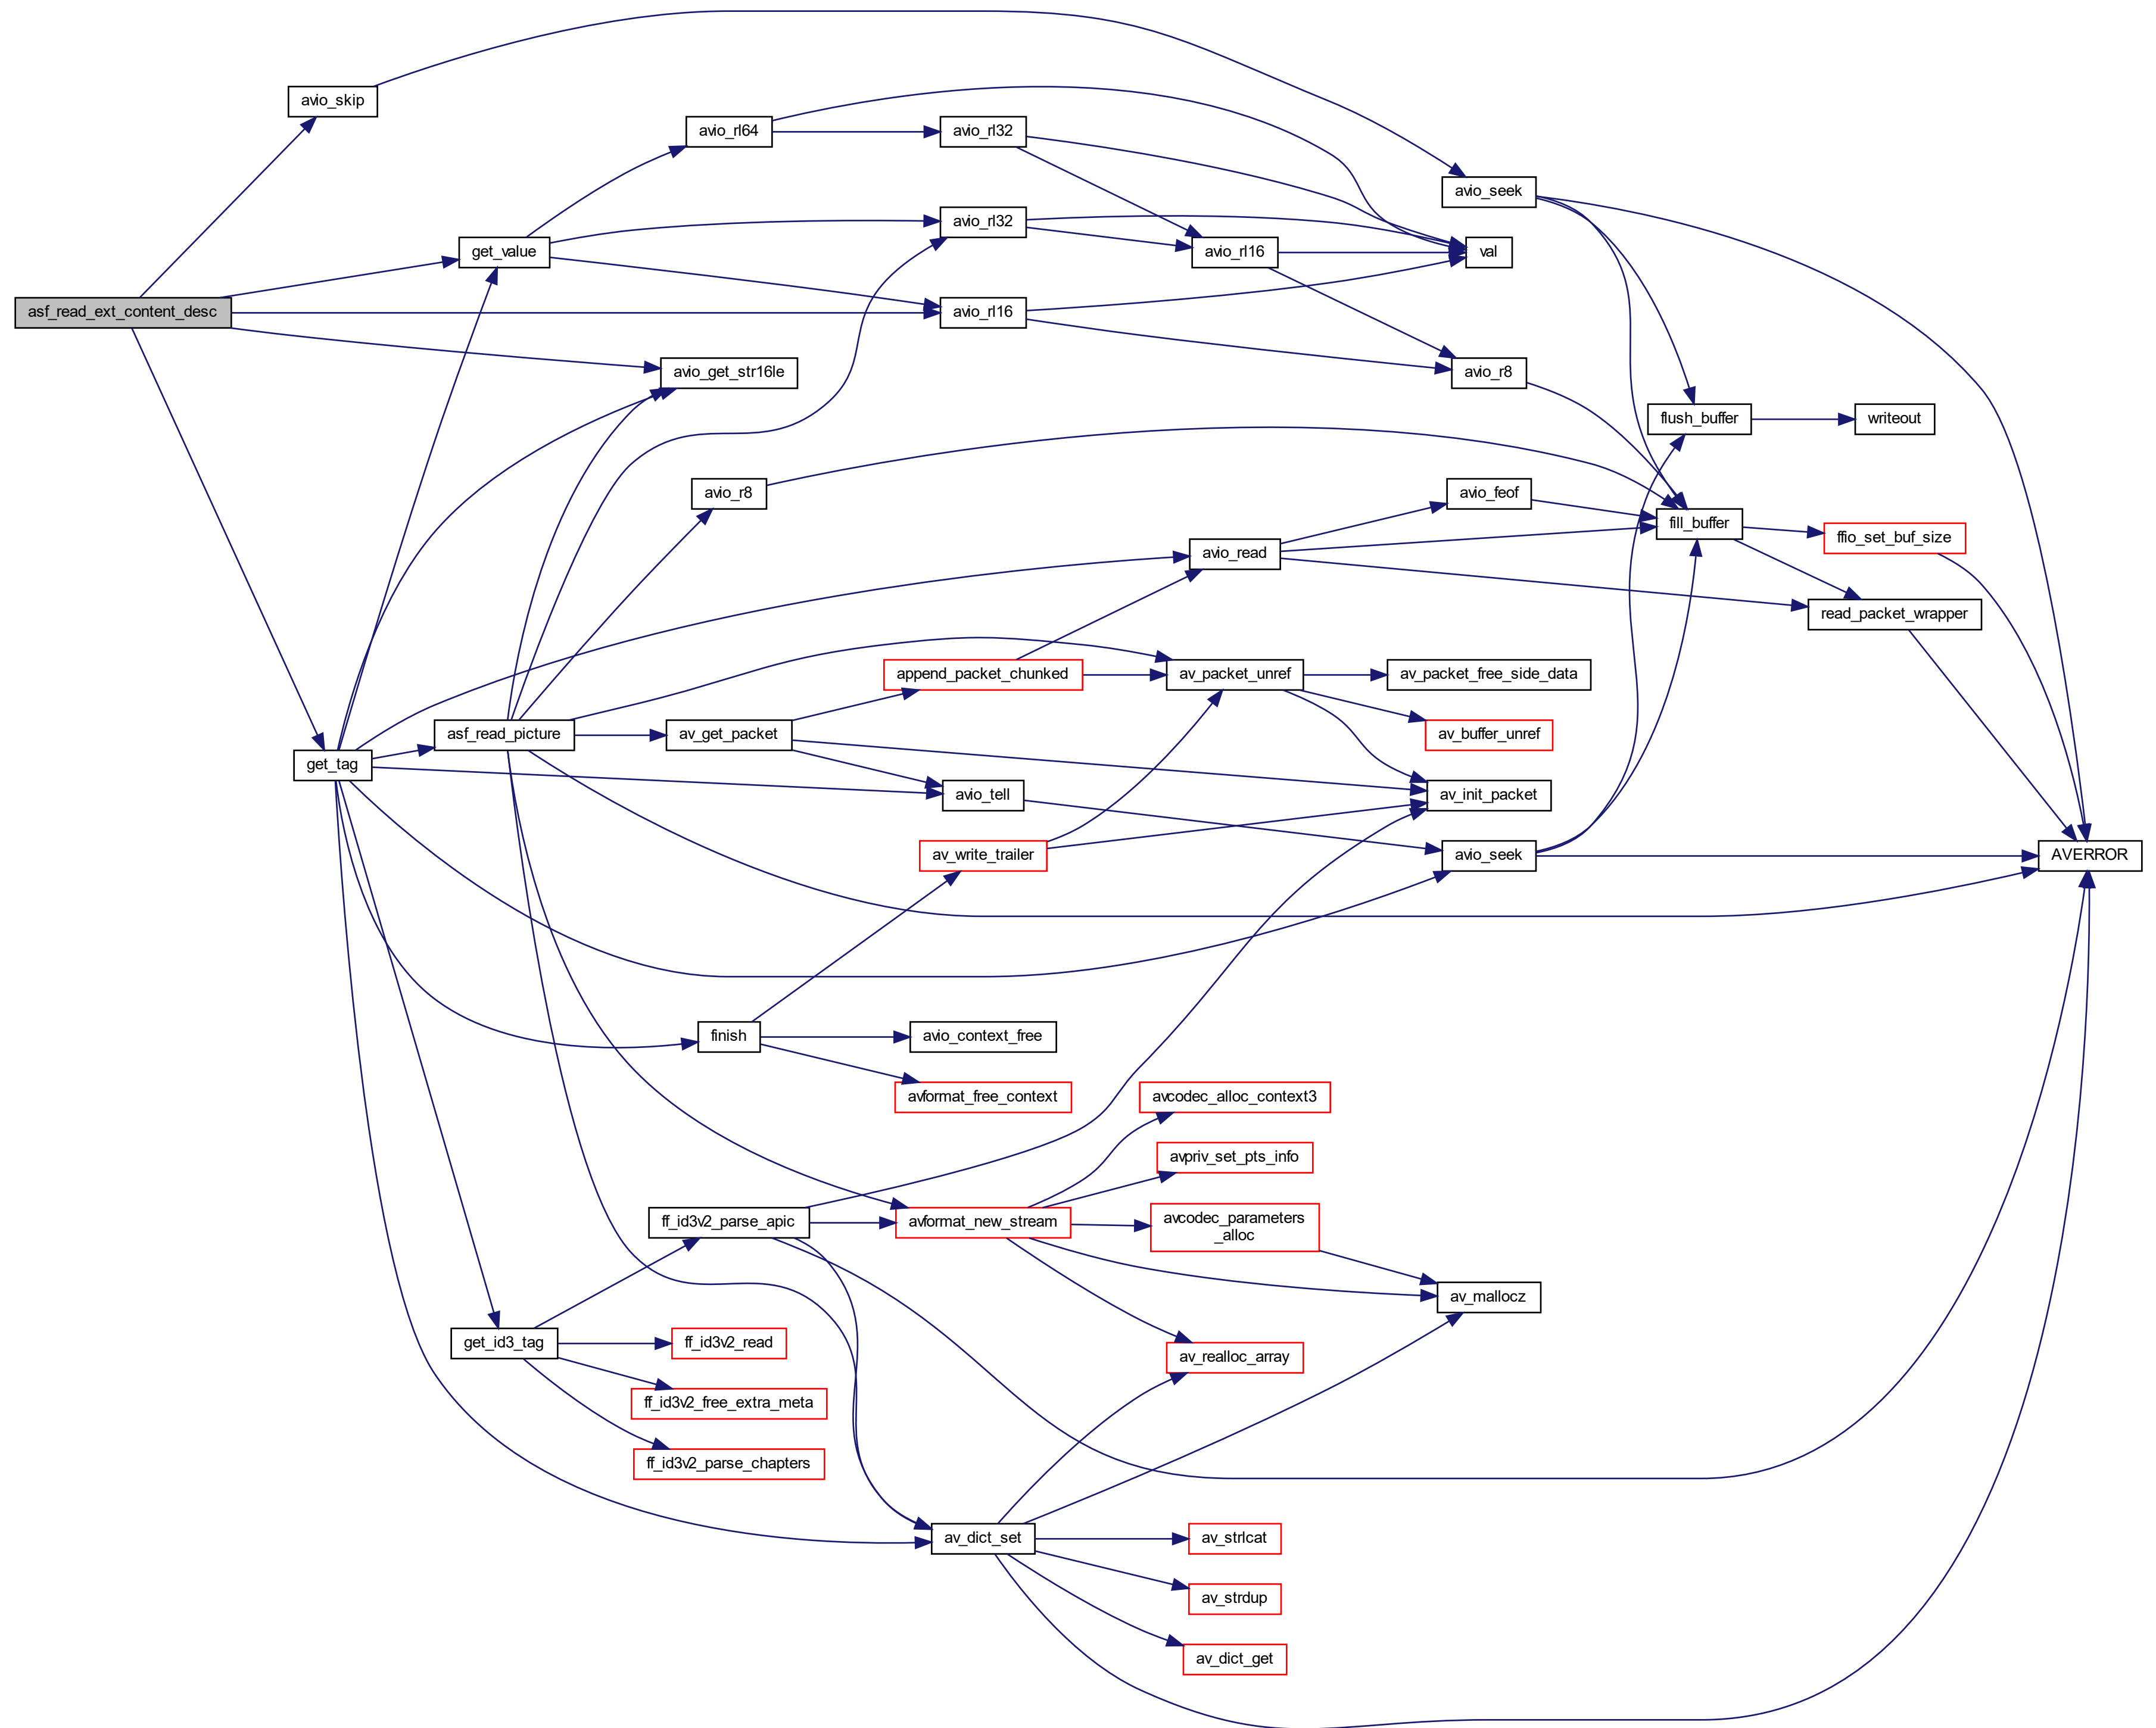 avio_skip
avio_rl64
avio_rl32
avio_seek
avio_rl32
get_value
avio_rl16
val
asf_read_ext_content_desc
avio_rl16
avio_get_str16le
avio_r8
flush_buffer
writeout
avio_r8
avio_feof
fill_buffer
ffio_set_buf_size
avio_read
read_packet_wrapper
append_packet_chunked
av_packet_unref
av_packet_free_side_data
asf_read_picture
av_get_packet
av_buffer_unref
get_tag
avio_tell
av_init_packet
av_write_trailer
avio_seek
AVERROR
finish
avio_context_free
avformat_free_context
avcodec_alloc_context3
avpriv_set_pts_info
ff_id3v2_parse_apic
avformat_new_stream
avcodec_parameters
_alloc
av_mallocz
get_id3_tag
ff_id3v2_read
av_realloc_array
ff_id3v2_free_extra_meta
ff_id3v2_parse_chapters
av_dict_set
av_strlcat
av_strdup
av_dict_get